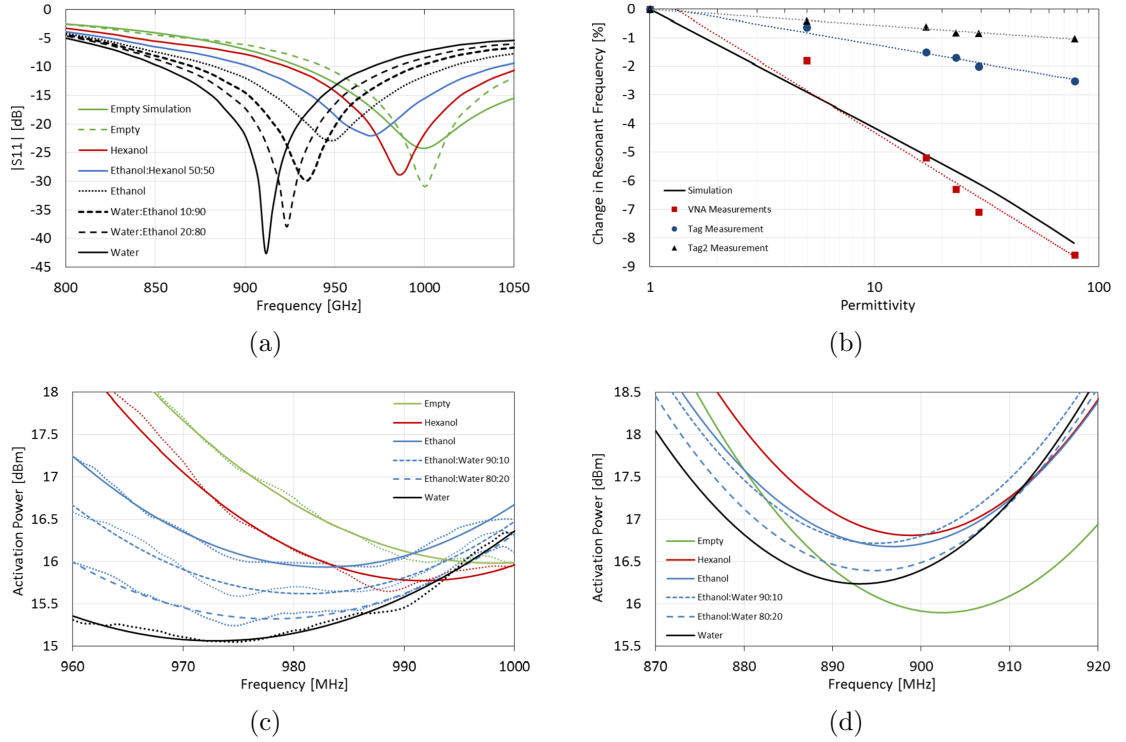 0
-5
-10
-15
-20
-25
-30
-35
-40
-45
|S11| [dB]
Empty Simulation
Empty
Hexanol
Ethanol:Hexanol 50:50
Ethanol
Water:Ethanol 10:90
Water:Ethanol 20:80
Water
800 850 900 950 1000 1050
Frequency [GHz]
(a)
0
-1
-2
-3
-4
-5
-6
-7
-8
-9
Change in Resonant Frequency [%]
Simulation
VNA Measurements
Tag Measurement
Tag2 Measurement
1 10 100
Permittivity
(b)
18
17.5
17
16.5
16
15.5
15
Activation Power [dBm]
Empty
Hexanol
Ethanol
Ethanol:Water 90:10
Ethanol:Water 80:20
Water
960 970 980 990 1000
Frequency [MHz]
(c)
18.5
18
17.5
17
16.5
16
15.5
Activation Power [dBm]
Empty
Hexanol
Ethanol
Ethanol:Water 90:10
Ethanol:Water 80:20
Water
870 880 890 900 910 920
Frequency [MHz]
(d)